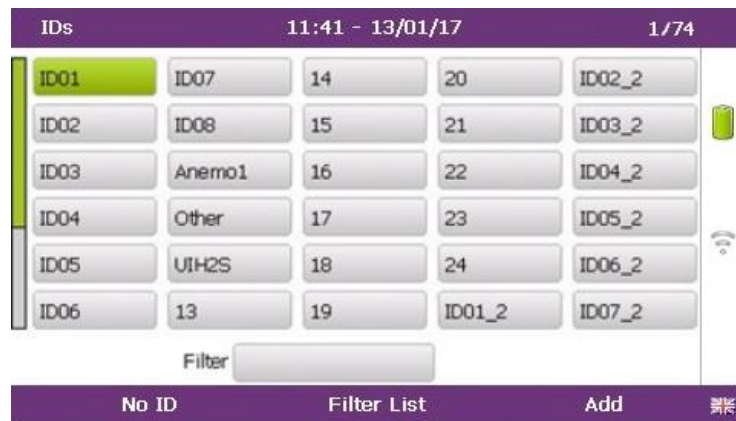 IDs 11:41 - 13/01/17 1/74
ID01 ID07 14 20 ID02_2
ID02 ID08 15 21 ID03_2
ID03 Anemo1 16 22 ID04_2
ID04 Other 17 23 ID05_2
ID05 UIH2S 18 24 ID06_2
ID06 13 19 ID01_2 ID07_2
Filter
No ID Filter List Add